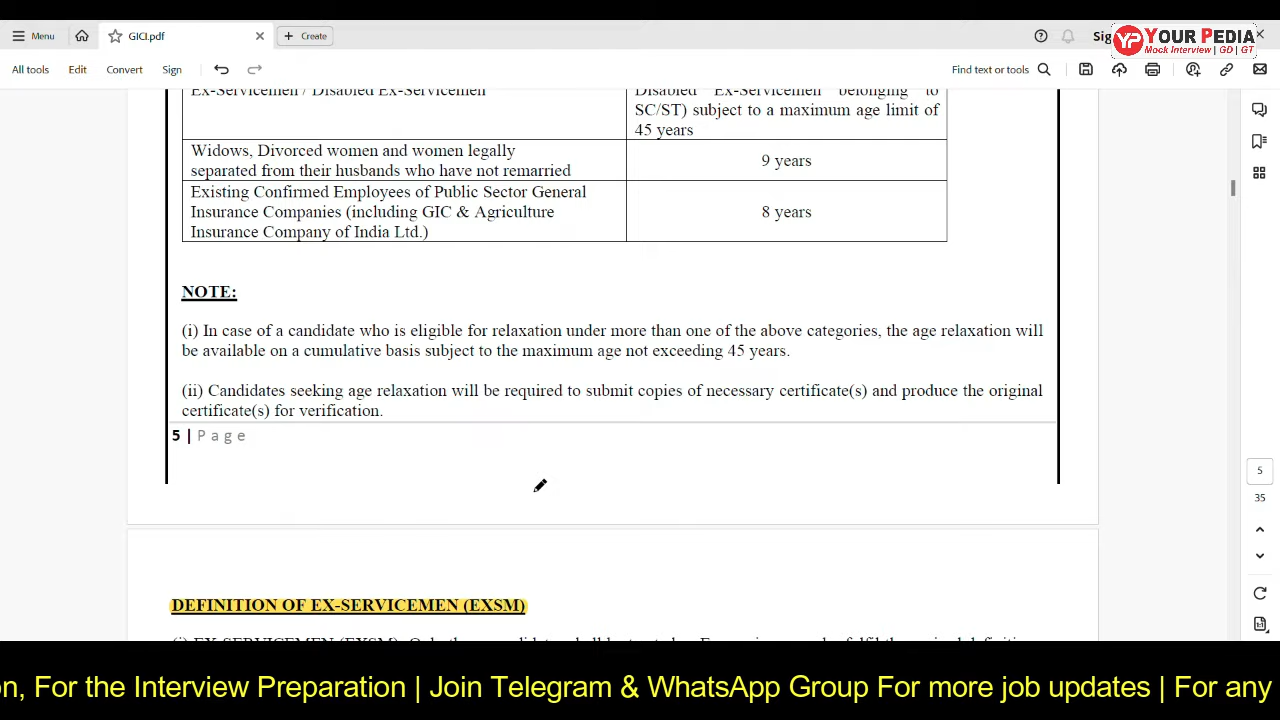 Menu
GICI.pdf
Create
Sig
YOUR PEDIA
Mock Interview | GD | GT
All tools
Edit
Convert
Sign
Find text or tools
Ex-Servicemen / Disabled Ex-Servicemen
Disabled Ex-Servicemen belonging to
SC/ST) subject to a maximum age limit of
45 years
Widows, Divorced women and women legally
separated from their husbands who have not remarried
9 years
Existing Confirmed Employees of Public Sector General
Insurance Companies (including GIC & Agriculture
Insurance Company of India Ltd.)
8 years
NOTE:
(i) In case of a candidate who is eligible for relaxation under more than one of the above categories, the age relaxation will
be available on a cumulative basis subject to the maximum age not exceeding 45 years.
(ii) Candidates seeking age relaxation will be required to submit copies of necessary certificate(s) and produce the original
certificate(s) for verification.
5 | Page
5
35
DEFINITION OF EX-SERVICEMEN (EXSM)
on, For the Interview Preparation | Join Telegram & WhatsApp Group For more job updates | For any